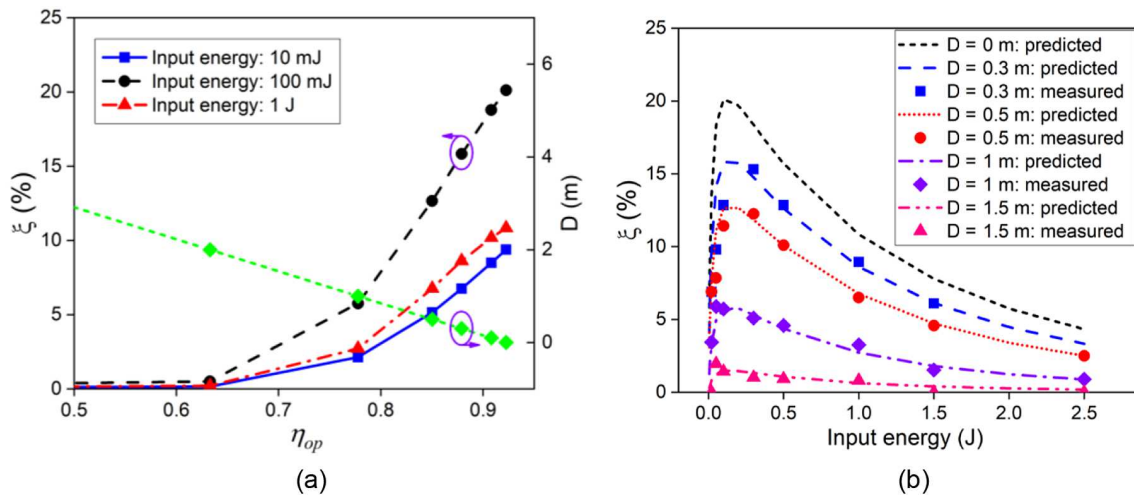 25
20
15
10
5
0
ξ (%)
Input energy: 10 mJ
Input energy: 100 mJ
Input energy: 1 J
6
4
2
0
D (m)
0.5 0.6 0.7 0.8 0.9
η_op
(a)
25
20
15
10
5
0
ξ (%)
D = 0 m: predicted
D = 0.3 m: predicted
D = 0.3 m: measured
D = 0.5 m: predicted
D = 0.5 m: measured
D = 1 m: predicted
D = 1 m: measured
D = 1.5 m: predicted
D = 1.5 m: measured
0.0 0.5 1.0 1.5 2.0 2.5
Input energy (J)
(b)